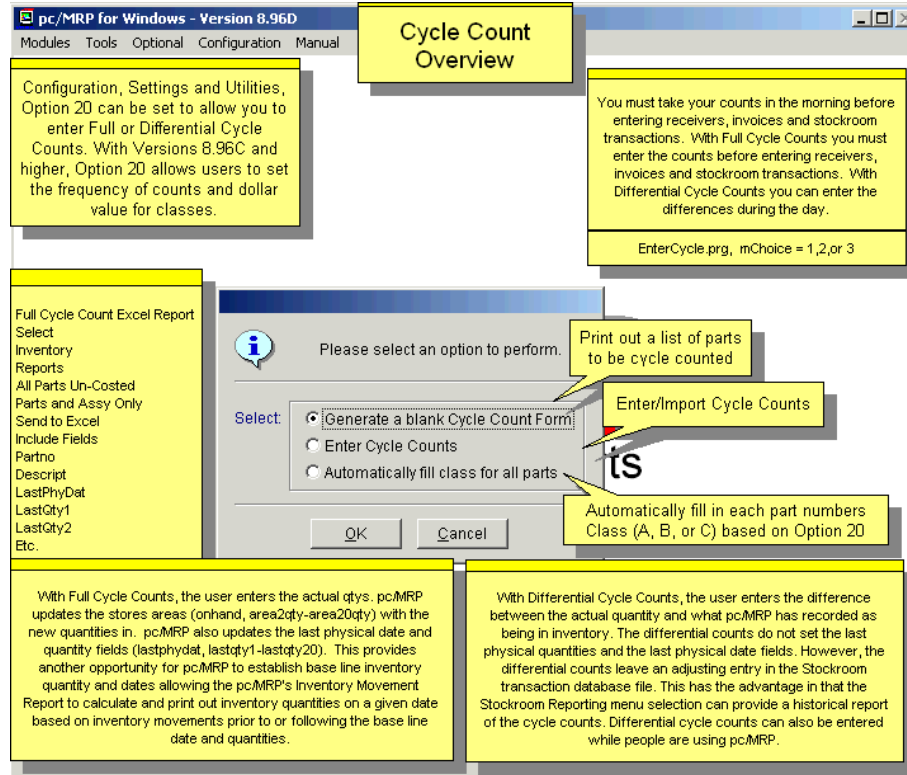 pc/MRP for Windows - Version 8.96D
Modules Tools Optional Configuration Manual
Cycle Count
Overview
Configuration, Settings and Utilities,
Option 20 can be set to allow you to
enter Full or Differential Cycle
Counts. With Versions 8.96C and
higher, Option 20 allows users to set
the frequency of counts and dollar
value for classes.
You must take your counts in the morning before
entering receivers, invoices and stockroom
transactions. With Full Cycle Counts you must
enter the counts before entering receivers,
invoices and stockroom transactions. With
Differential Cycle Counts you can enter the
differences during the day.
EnterCycle.prg, mChoice = 1,2,or 3
Full Cycle Count Excel Report
Select
Inventory
Reports
All Parts Un-Costed
Parts and Assy Only
Send to Excel
Include Fields
Partno
Descript
LastPhyDat
LastQty1
LastQty2
Etc.
Please select an option to perform.
Print out a list of parts
to be cycle counted
Select:
Generate a blank Cycle Count Form
Enter/Import Cycle Counts
Enter Cycle Counts
Automatically fill class for all parts
ts
Automatically fill in each part numbers
Class (A, B, or C) based on Option 20
OK Cancel
With Full Cycle Counts, the user enters the actual qtys. pc/MRP
updates the stores areas (onhand, area2qty-area20qty) with the
new quantities in. pc/MRP also updates the last physical date and
quantity fields (lastphydat, lastqty1-lastqty20). This provides
another opportunity for pc/MRP to establish base line inventory
quantity and dates allowing the pc/MRP's Inventory Movement
Report to calculate and print out inventory quantities on a given date
based on inventory movements prior to or following the base line
date and quantities.
With Differential Cycle Counts, the user enters the difference
between the actual quantity and what pc/MRP has recorded as
being in inventory. The differential counts do not set the last
physical quantities and the last physical date fields. However, the
differential counts leave an adjusting entry in the Stockroom
transaction database file. This has the advantage in that the
Stockroom Reporting menu selection can provide a historical report
of the cycle counts. Differential cycle counts can also be entered
while people are using pc/MRP.